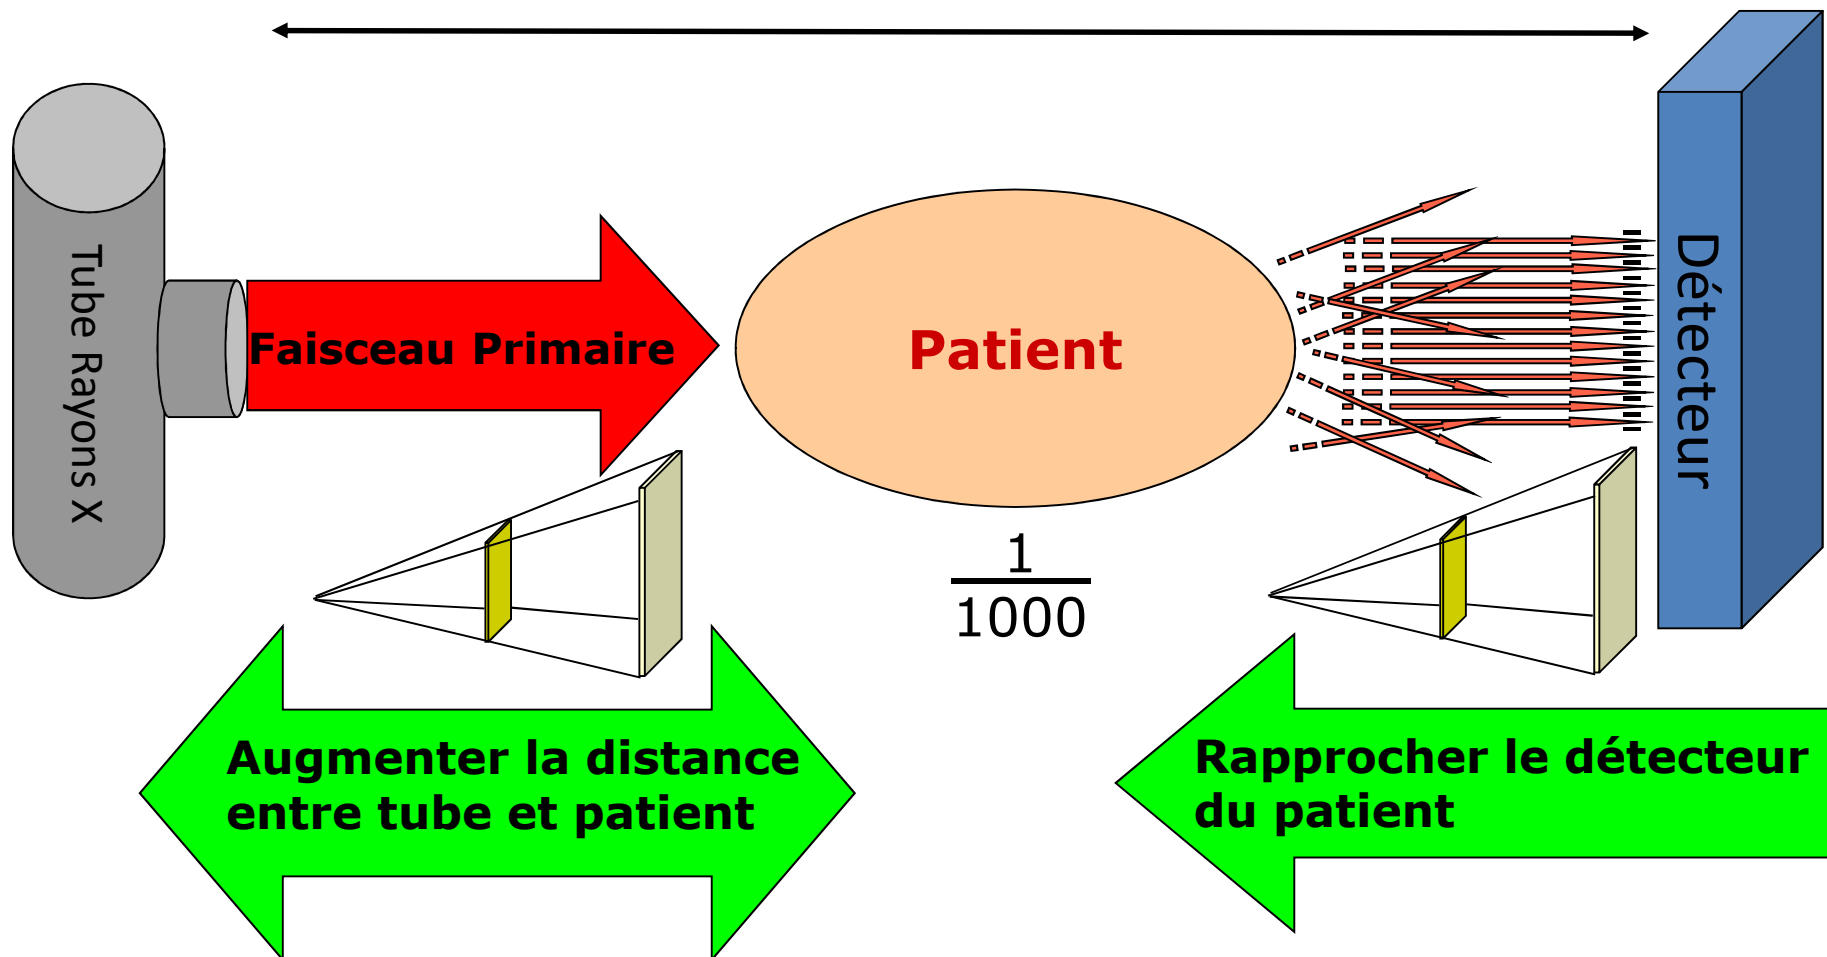 Tube Rayons X
Faisceau Primaire
Patient
Détecteur
1
1000
Augmenter la distance
entre tube et patient
Rapprocher le détecteur
du patient